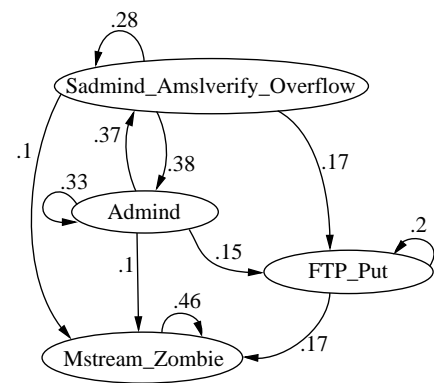 .28
Sadmind_Amslverify_Overflow
.1
.37
.38
.17
.33
Admind
.2
.1
.15
FTP_Put
.46
.17
Mstream_Zombie